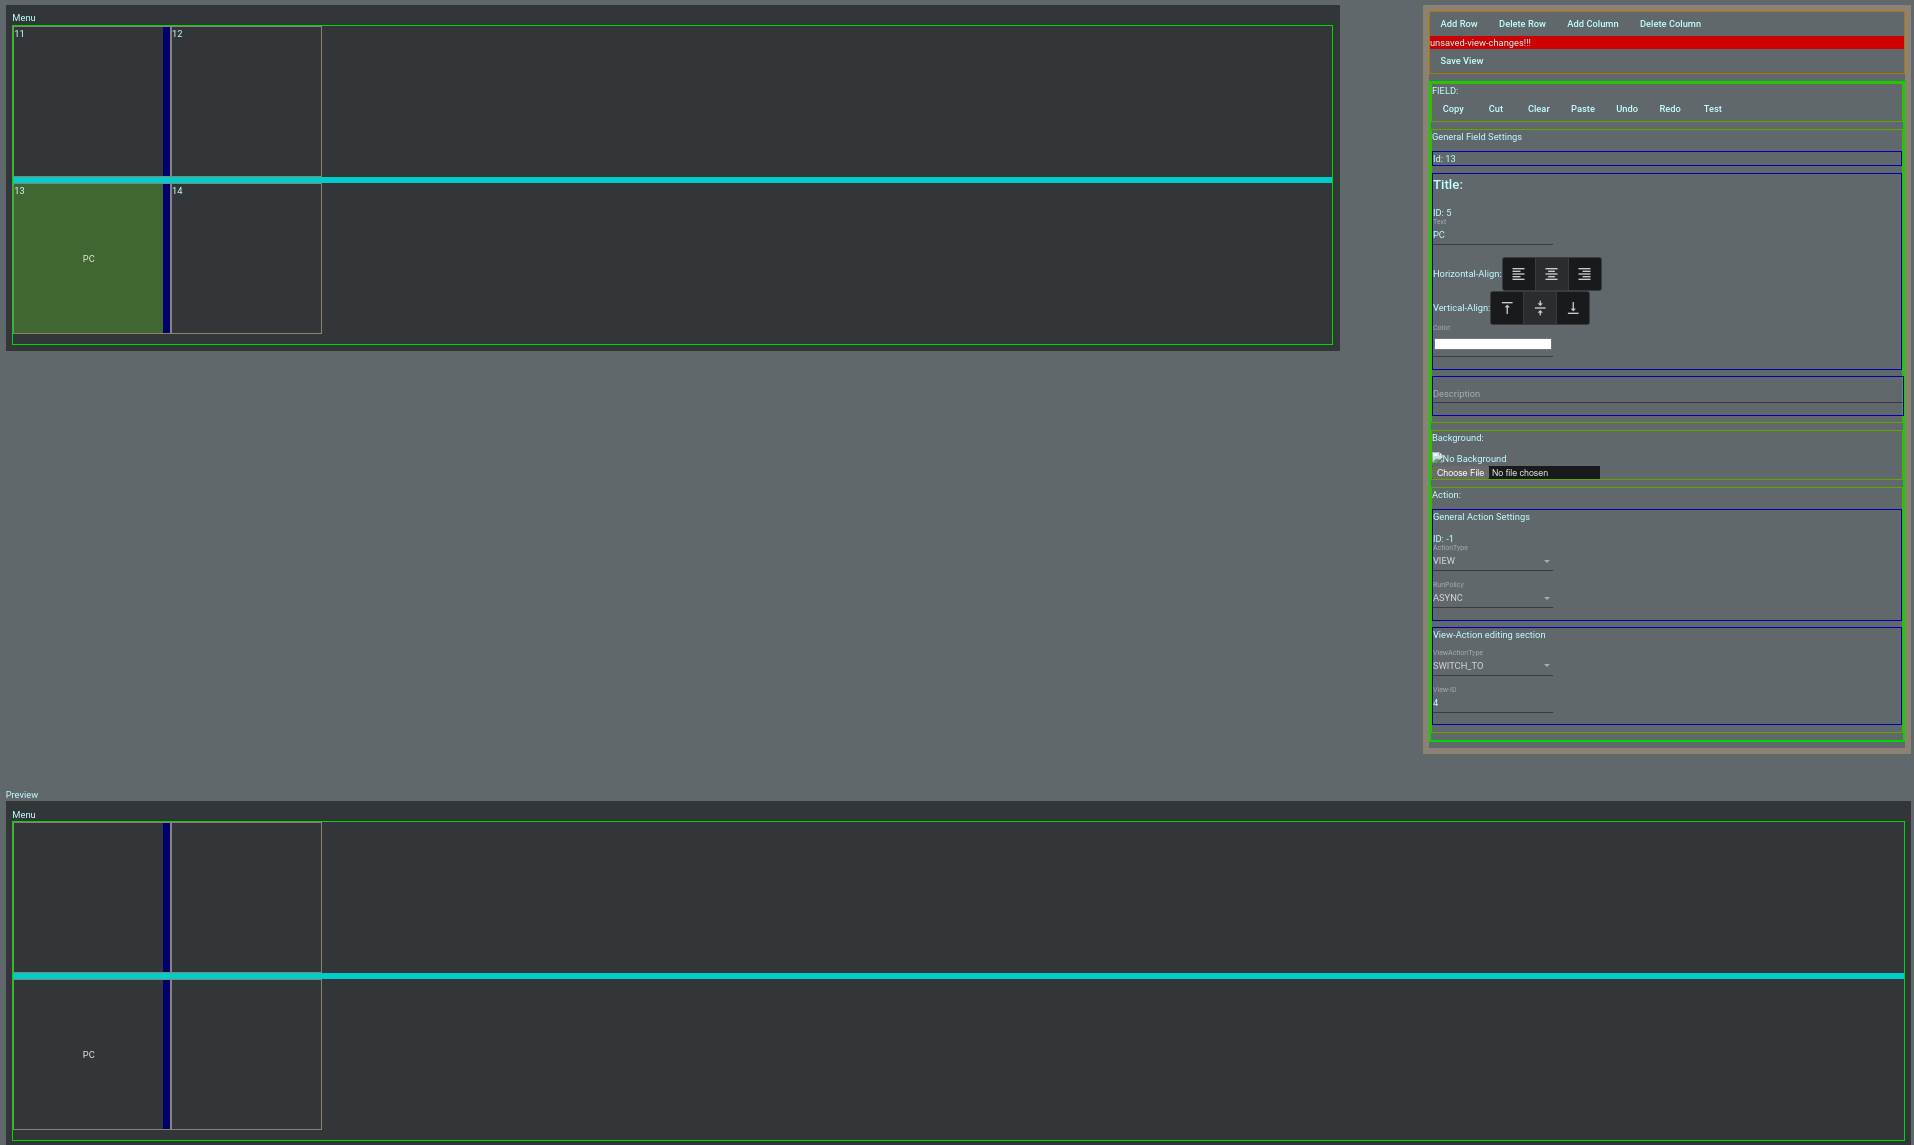 Menu
11
12
13
14
PC
Add Row Delete Row Add Column Delete Column
unsaved-view-changes!!!
Save View
FIELD:
Copy Cut Clear Paste Undo Redo Test
General Field Settings
Id: 13
Title:
ID: 5
Text
PC
Horizontal-Align:
Vertical-Align:
Color:
Description
Background:
No Background
Choose File No file chosen
Action:
General Action Settings
ID: -1
ActionType
VIEW
RunPolicy
ASYNC
View-Action editing section
ViewActionType
SWITCH_TO
View-ID
4
Preview
Menu
PC